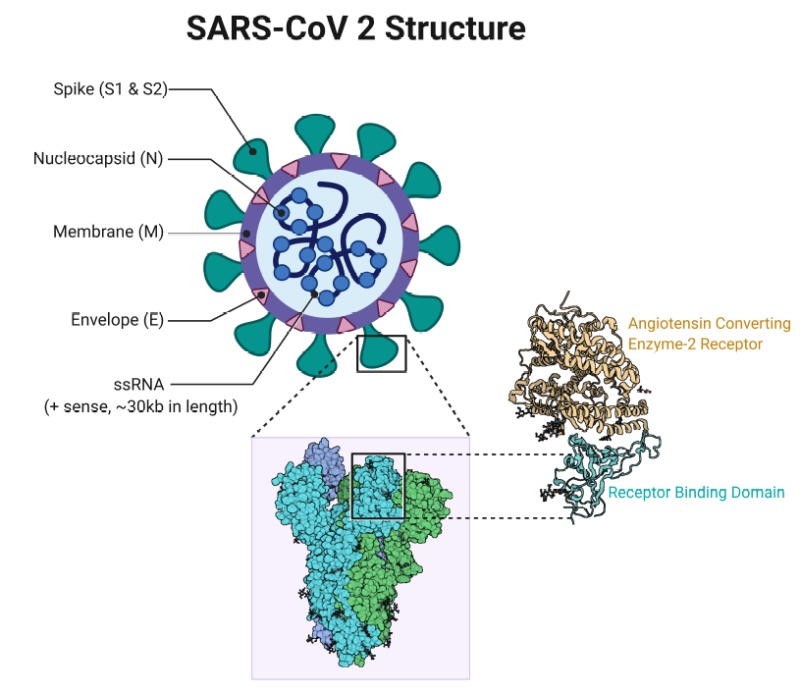 SARS-CoV 2 Structure
Spike (S1 & S2)
Nucleocapsid (N)
Membrane (M)
Envelope (E)
ssRNA
(+ sense, ~30kb in length)
Angiotensin Converting
Enzyme-2 Receptor
Receptor Binding Domain